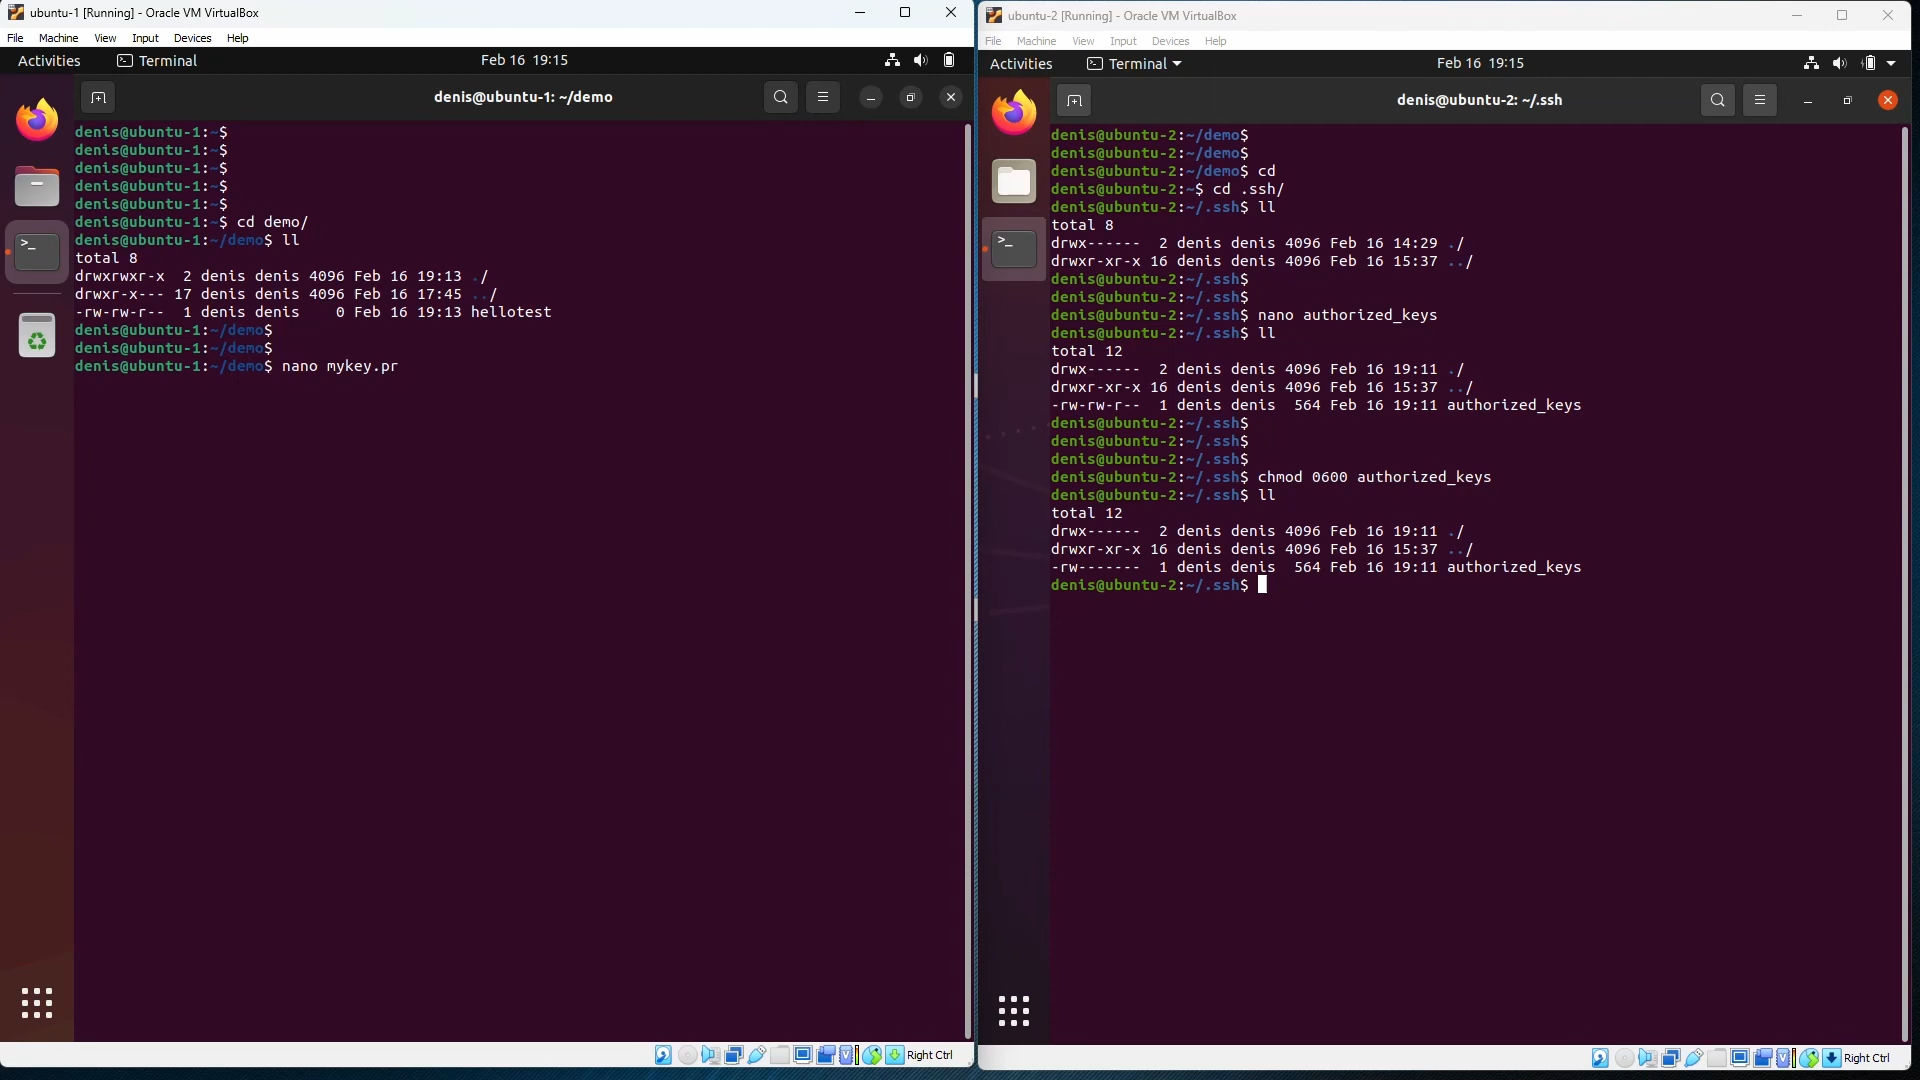 ubuntu-1 [Running] - Oracle VM VirtualBox
File Machine View Input Devices Help
Activities Terminal Feb 16 19:15
denis@ubuntu-1: ~/demo
denis@ubuntu-1:~$
denis@ubuntu-1:~$
denis@ubuntu-1:~$
denis@ubuntu-1:~$
denis@ubuntu-1:~$
denis@ubuntu-1:~$ cd demo/
denis@ubuntu-1:~/demo$ ll
total 8
drwxrwxr-x  2 denis denis 4096 Feb 16 19:13 ./
drwxr-x--- 17 denis denis 4096 Feb 16 17:45 ../
-rw-rw-r--  1 denis denis    0 Feb 16 19:13 hellotest
denis@ubuntu-1:~/demo$
denis@ubuntu-1:~/demo$
denis@ubuntu-1:~/demo$ nano mykey.pr
Right Ctrl
ubuntu-2 [Running] - Oracle VM VirtualBox
File Machine View Input Devices Help
Activities Terminal Feb 16 19:15
denis@ubuntu-2: ~/.ssh
denis@ubuntu-2:~/demo$
denis@ubuntu-2:~/demo$
denis@ubuntu-2:~/demo$ cd
denis@ubuntu-2:~$ cd .ssh/
denis@ubuntu-2:~/.ssh$ ll
total 8
drwx------  2 denis denis 4096 Feb 16 14:29 ./
drwxr-xr-x 16 denis denis 4096 Feb 16 15:37 ../
denis@ubuntu-2:~/.ssh$
denis@ubuntu-2:~/.ssh$
denis@ubuntu-2:~/.ssh$ nano authorized_keys
denis@ubuntu-2:~/.ssh$ ll
total 12
drwx------  2 denis denis 4096 Feb 16 19:11 ./
drwxr-xr-x 16 denis denis 4096 Feb 16 15:37 ../
-rw-rw-r--  1 denis denis  564 Feb 16 19:11 authorized_keys
denis@ubuntu-2:~/.ssh$
denis@ubuntu-2:~/.ssh$
denis@ubuntu-2:~/.ssh$
denis@ubuntu-2:~/.ssh$ chmod 0600 authorized_keys
denis@ubuntu-2:~/.ssh$ ll
total 12
drwx------  2 denis denis 4096 Feb 16 19:11 ./
drwxr-xr-x 16 denis denis 4096 Feb 16 15:37 ../
-rw-------  1 denis denis  564 Feb 16 19:11 authorized_keys
denis@ubuntu-2:~/.ssh$
Right Ctrl